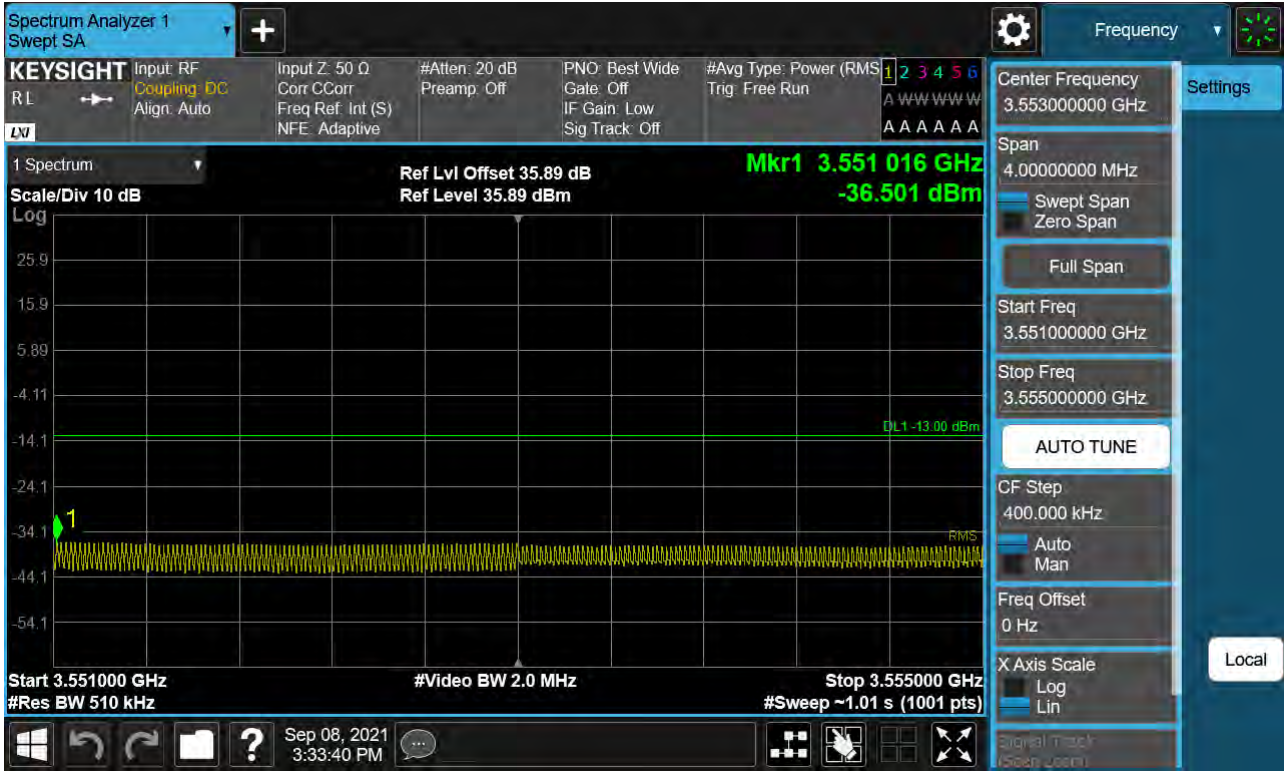 Spectrum Analyzer 1
Swept SA
Frequency
KEYSIGHT
R L
LXI
Input: RF
Coupling: DC
Align: Auto
Input Z: 50 Ω
Corr CCorr
Freq Ref: Int (S)
NFE: Adaptive
#Atten: 20 dB
Preamp: Off
PNO: Best Wide
Gate: Off
IF Gain: Low
Sig Track: Off
#Avg Type: Power (RMS
Trig: Free Run
1 2 3 4 5 6
A W W W W W
A A A A A A
1 Spectrum
Scale/Div 10 dB
Log
Ref Lvl Offset 35.89 dB
Ref Level 35.89 dBm
Mkr1 3.551 016 GHz
-36.501 dBm
25.9
15.9
5.89
-4.11
DL1 -13.00 dBm
-14.1
-24.1
1
-34.1
RMS
-44.1
-54.1
Start 3.551000 GHz
#Video BW 2.0 MHz
Stop 3.555000 GHz
#Res BW 510 kHz
#Sweep ~1.01 s (1001 pts)
Sep 08, 2021
3:33:40 PM
Center Frequency
3.553000000 GHz
Span
4.00000000 MHz
Swept Span
Zero Span
Full Span
Start Freq
3.551000000 GHz
Stop Freq
3.555000000 GHz
AUTO TUNE
CF Step
400.000 kHz
Auto
Man
Freq Offset
0 Hz
X Axis Scale
Log
Lin
Signal Track
(Span Zoom)
Settings
Local